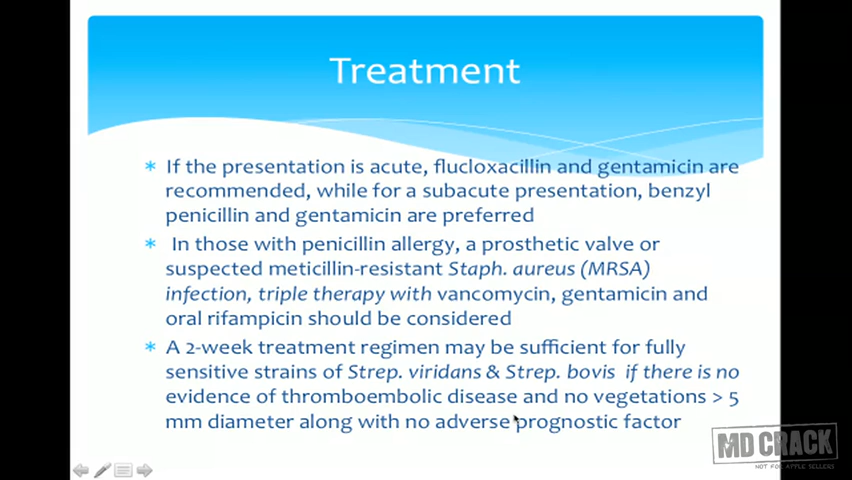 Treatment
* If the presentation is acute, flucloxacillin and gentamicin are
recommended, while for a subacute presentation, benzyl
penicillin and gentamicin are preferred
* In those with penicillin allergy, a prosthetic valve or
suspected meticillin-resistant Staph. aureus (MRSA)
infection, triple therapy with vancomycin, gentamicin and
oral rifampicin should be considered
* A 2-week treatment regimen may be sufficient for fully
sensitive strains of Strep. viridans & Strep. bovis if there is no
evidence of thromboembolic disease and no vegetations > 5
mm diameter along with no adverse prognostic factor
MD CRACK
NOT FOR APPLE SELLERS